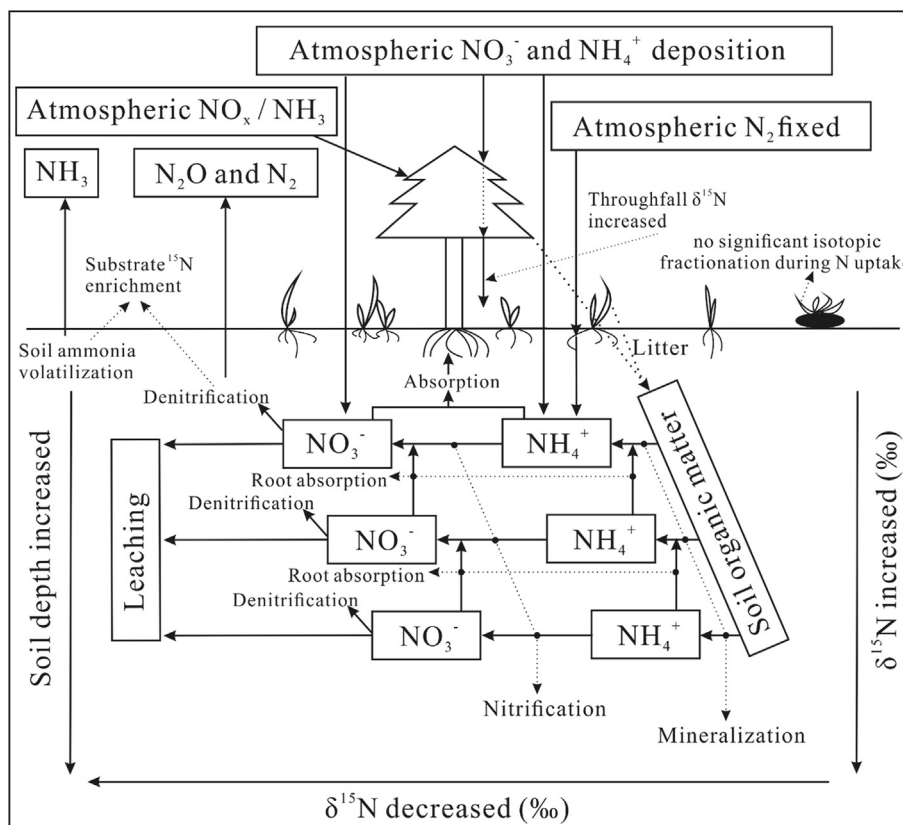 Atmospheric NO₃⁻ and NH₄⁺ deposition
Atmospheric NOₓ / NH₃
Atmospheric N₂ fixed
NH₃
N₂O and N₂
Throughfall δ¹⁵N
increased
no significant isotopic
fractionation during N uptake
Substrate ¹⁵N
enrichment
Soil ammonia
volatilization
Litter
Absorption
Denitrification
NO₃⁻
NH₄⁺
Root absorption
Denitrification
NO₃⁻
NH₄⁺
Root absorption
Denitrification
NO₃⁻
NH₄⁺
Soil organic matter
Leaching
Soil depth increased
δ¹⁵N increased (‰)
Nitrification
Mineralization
δ¹⁵N decreased (‰)